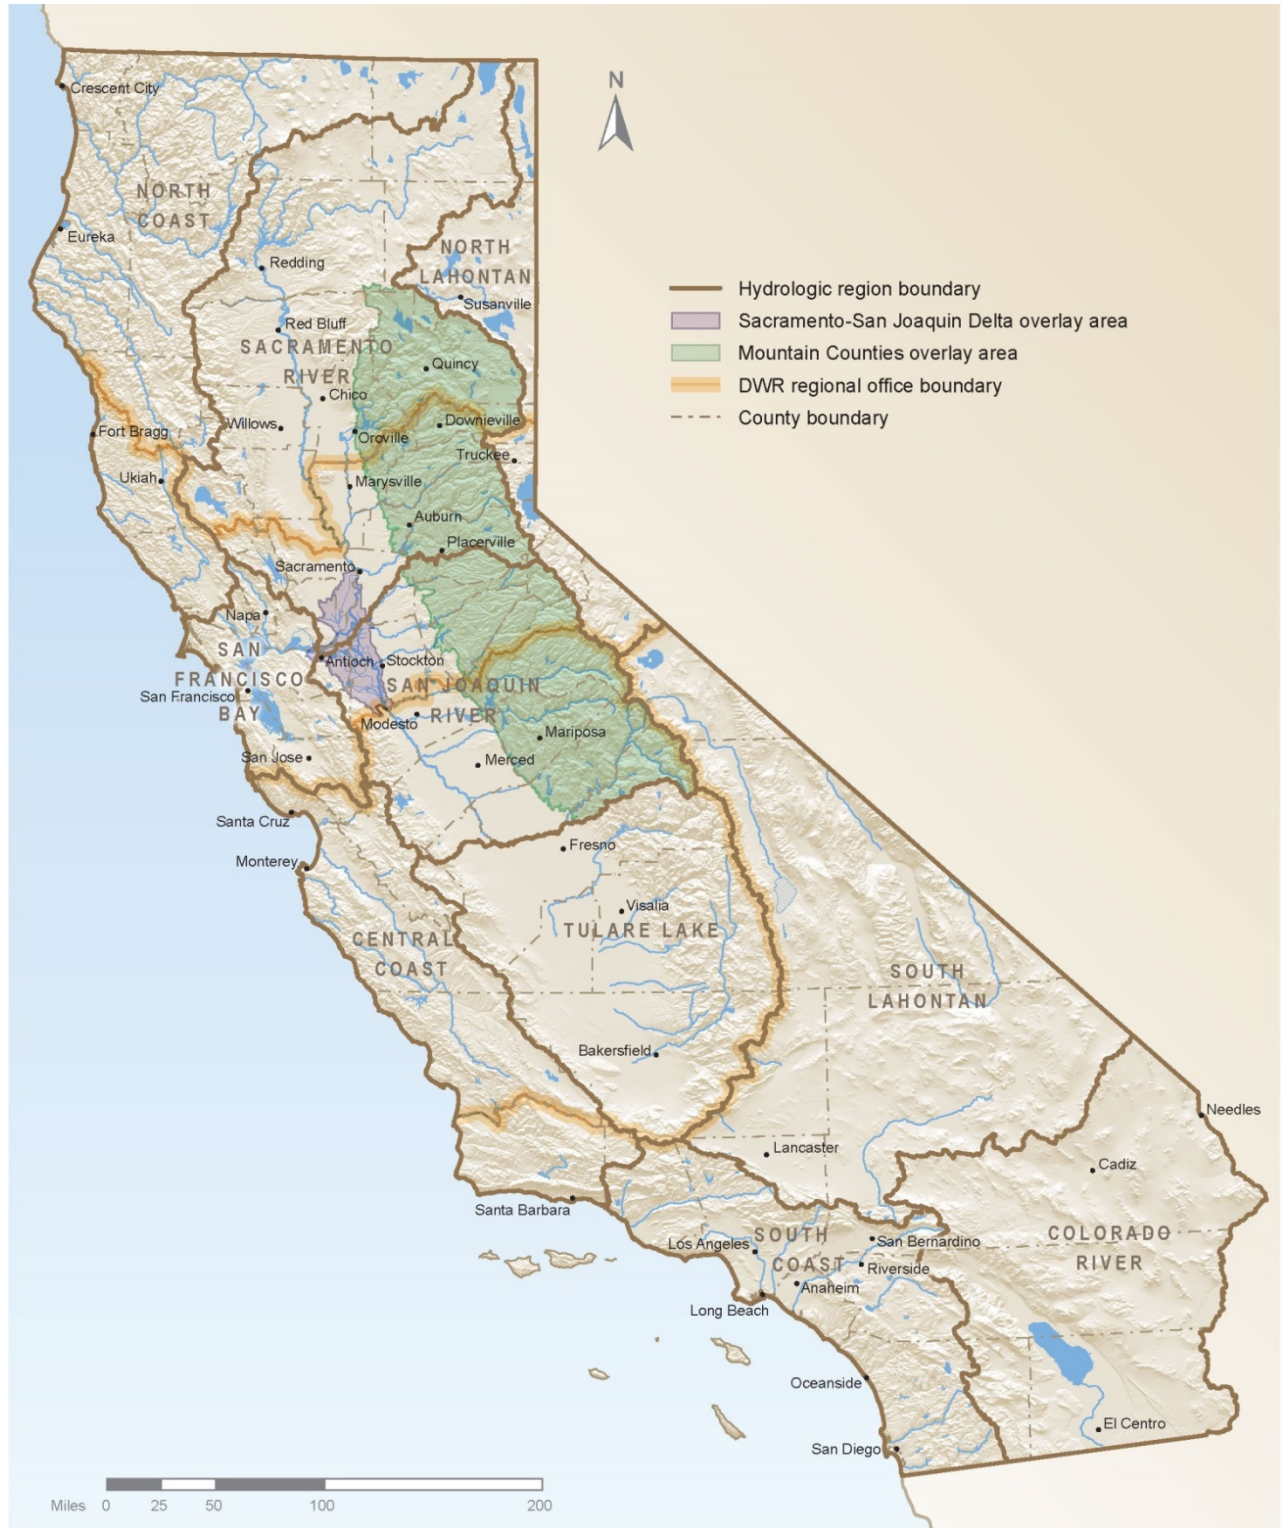 N
Crescent City
NORTH
COAST
Eureka
Redding
NORTH
LAHONTAN
Susanville
Hydrologic region boundary
Sacramento-San Joaquin Delta overlay area
Mountain Counties overlay area
DWR regional office boundary
County boundary
Red Bluff
SACRAMENTO
RIVER
Quincy
Chico
Willows
Oroville
Downieville
Fort Bragg
Truckee
Ukiah
Marysville
Auburn
Placerville
Sacramento
Napa
SAN
FRANCISCO
BAY
Antioch
Stockton
San Francisco
SAN JOAQUIN
RIVER
Modesto
Mariposa
San Jose
Merced
Santa Cruz
Monterey
Fresno
Visalia
TULARE LAKE
CENTRAL
COAST
SOUTH
LAHONTAN
Bakersfield
Needles
Lancaster
Cadiz
Santa Barbara
Los Angeles
SOUTH
COAST
San Bernardino
Riverside
Anaheim
COLORADO
RIVER
Long Beach
Oceanside
El Centro
San Diego
Miles 0 25 50 100 200